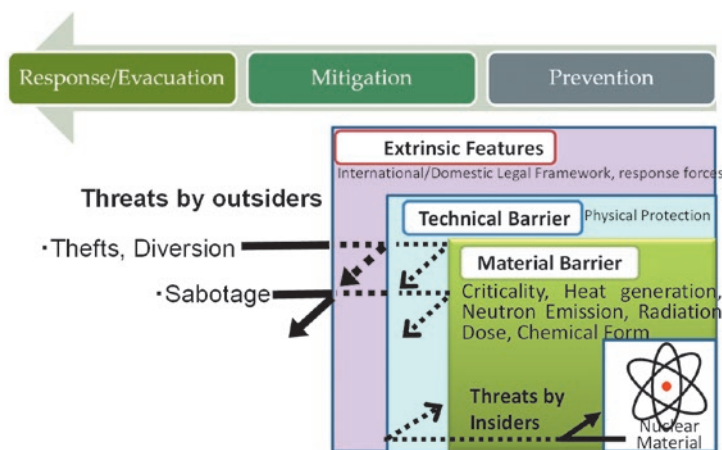 Response/Evacuation
Mitigation
Prevention
Extrinsic Features
International/Domestic Legal Framework, response forces
Threats by outsiders
Technical Barrier
Physical Protection
·Thefts, Diversion
Material Barrier
·Sabotage
Criticality, Heat generation,
Neutron Emission, Radiation
Dose, Chemical Form
Threats by
Insiders
Nuclear
Material